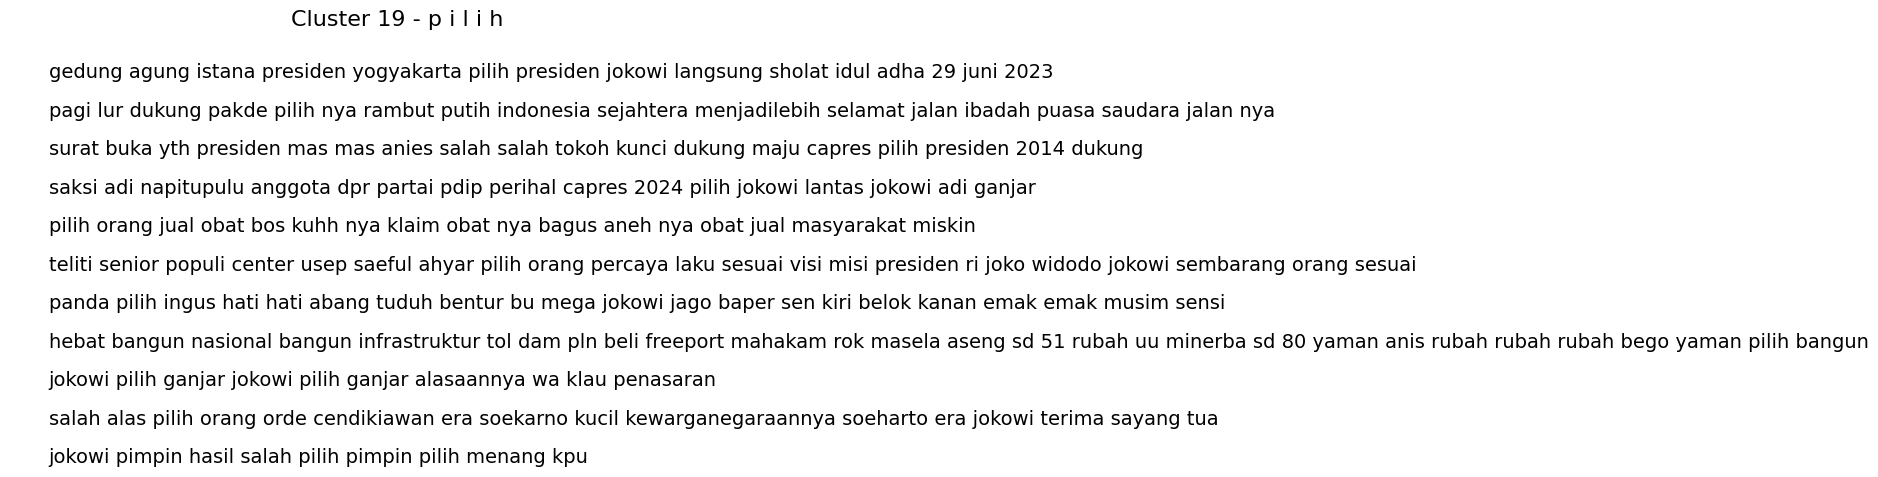 Cluster 19 - p i l i h
gedung agung istana presiden yogyakarta pilih presiden jokowi langsung sholat idul adha 29 juni 2023
pagi lur dukung pakde pilih nya rambut putih indonesia sejahtera menjadilebih selamat jalan ibadah puasa saudara jalan nya
surat buka yth presiden mas mas anies salah salah tokoh kunci dukung maju capres pilih presiden 2014 dukung
saksi adi napitupulu anggota dpr partai pdip perihal capres 2024 pilih jokowi lantas jokowi adi ganjar
pilih orang jual obat bos kuhh nya klaim obat nya bagus aneh nya obat jual masyarakat miskin
teliti senior populi center usep saeful ahyar pilih orang percaya laku sesuai visi misi presiden ri joko widodo jokowi sembarang orang sesuai
panda pilih ingus hati hati abang tuduh bentur bu mega jokowi jago baper sen kiri belok kanan emak emak musim sensi
hebat bangun nasional bangun infrastruktur tol dam pln beli freeport mahakam rok masela aseng sd 51 rubah uu minerba sd 80 yaman anis rubah rubah rubah bego yaman pilih bangun
jokowi pilih ganjar jokowi pilih ganjar alasaannya wa klau penasaran
salah alas pilih orang orde cendikiawan era soekarno kucil kewarganegaraannya soeharto era jokowi terima sayang tua
jokowi pimpin hasil salah pilih pimpin pilih menang kpu